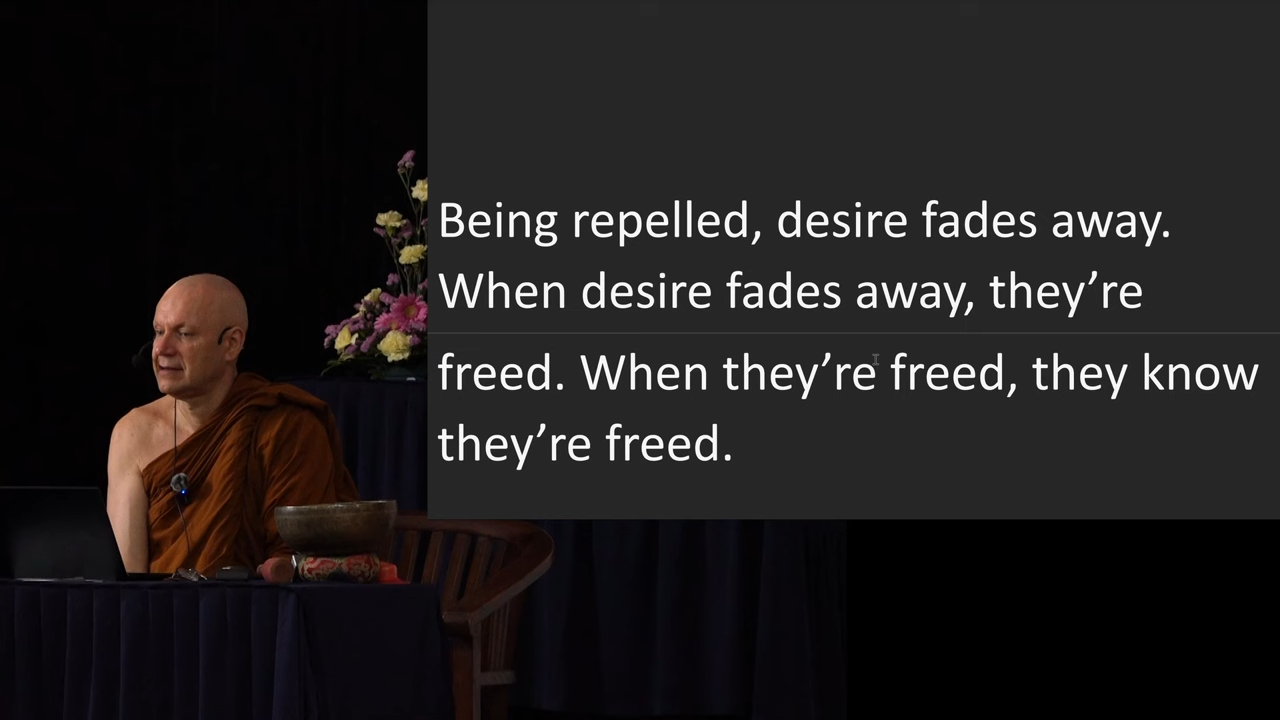 Being repelled, desire fades away.
When desire fades away, they’re
freed. When they’re freed, they know
they’re freed.